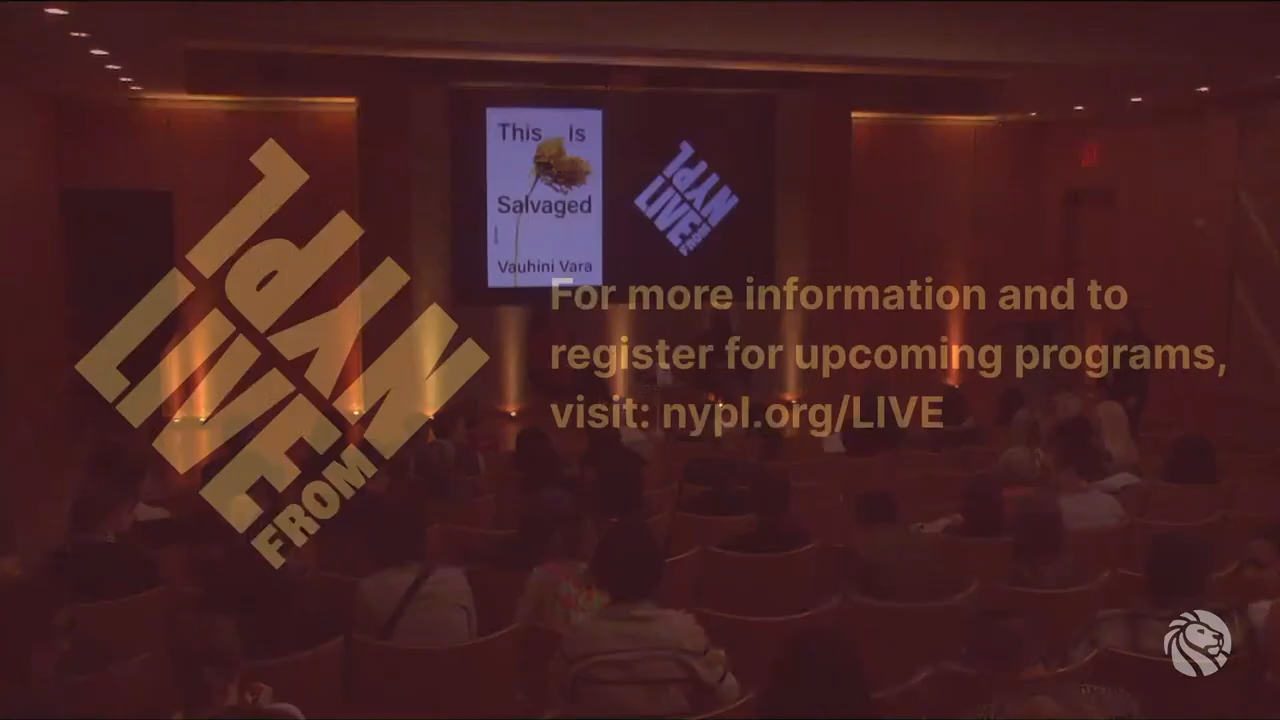 This Is
Salvaged
Vauhini Vara
LIVE
FROM
NYPL
LIVE
FROM
NYPL
For more information and to
register for upcoming programs,
visit: nypl.org/LIVE